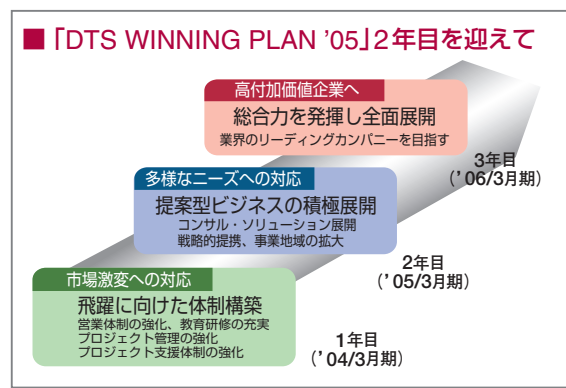 ■「DTS WINNING PLAN '05」2年目を迎えて
高付加価値企業へ
総合力を発揮し全面展開
業界のリーディングカンパニーを目指す
3年目
（’06/3月期）
多様なニーズへの対応
提案型ビジネスの積極展開
コンサル・ソリューション展開
戦略的提携、事業地域の拡大
2年目
（’05/3月期）
市場激変への対応
飛躍に向けた体制構築
営業体制の強化、教育研修の充実
プロジェクト管理の強化
プロジェクト支援体制の強化
1年目
（’04/3月期）